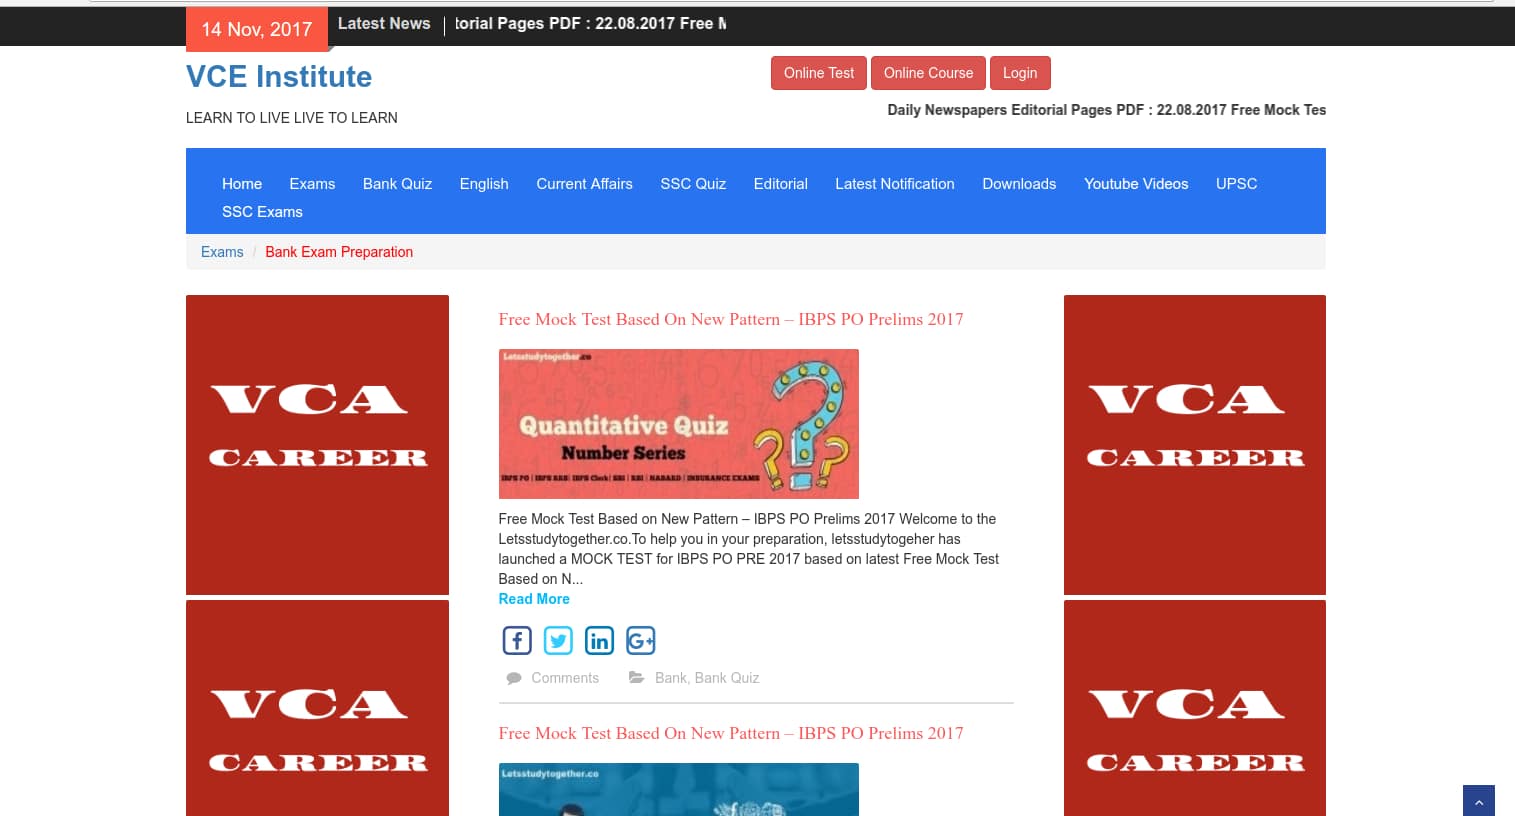 14 Nov, 2017
Latest News
torial Pages PDF : 22.08.2017 Free M
VCE Institute
Online Test
Online Course
Login
LEARN TO LIVE LIVE TO LEARN
Daily Newspapers Editorial Pages PDF : 22.08.2017 Free Mock Tes
Home Exams Bank Quiz English Current Affairs SSC Quiz Editorial Latest Notification Downloads Youtube Videos UPSC
SSC Exams
Exams / Bank Exam Preparation
VCA
CAREER
Free Mock Test Based On New Pattern – IBPS PO Prelims 2017
Letsstudytogether.co
Quantitative Quiz
Number Series
IBPS PO | IBPS RRB | IBPS Clerk | SBI | RBI | NABARD | INSURANCE EXAMS
Free Mock Test Based on New Pattern – IBPS PO Prelims 2017 Welcome to the
Letsstudytogether.co.To help you in your preparation, letsstudytogeher has
launched a MOCK TEST for IBPS PO PRE 2017 based on latest Free Mock Test
Based on N...
Read More
Comments
Bank, Bank Quiz
VCA
CAREER
VCA
CAREER
Free Mock Test Based On New Pattern – IBPS PO Prelims 2017
Letsstudytogether.co
VCA
CAREER